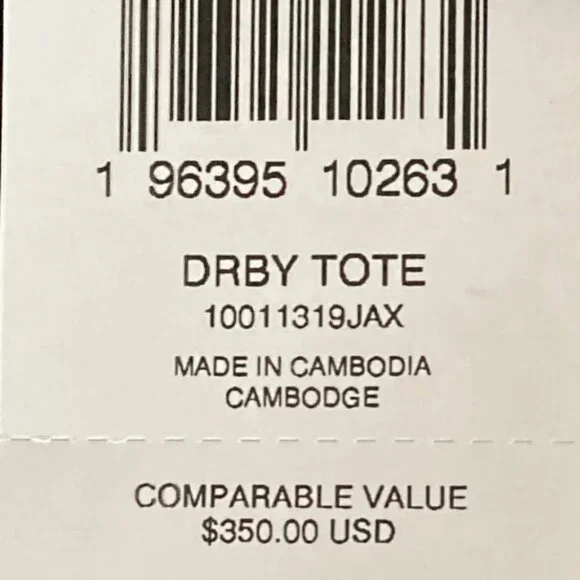 1 96395 10263 1
DRBY TOTE
10011319JAX
MADE IN CAMBODIA
CAMBODGE
COMPARABLE VALUE
$350.00 USD